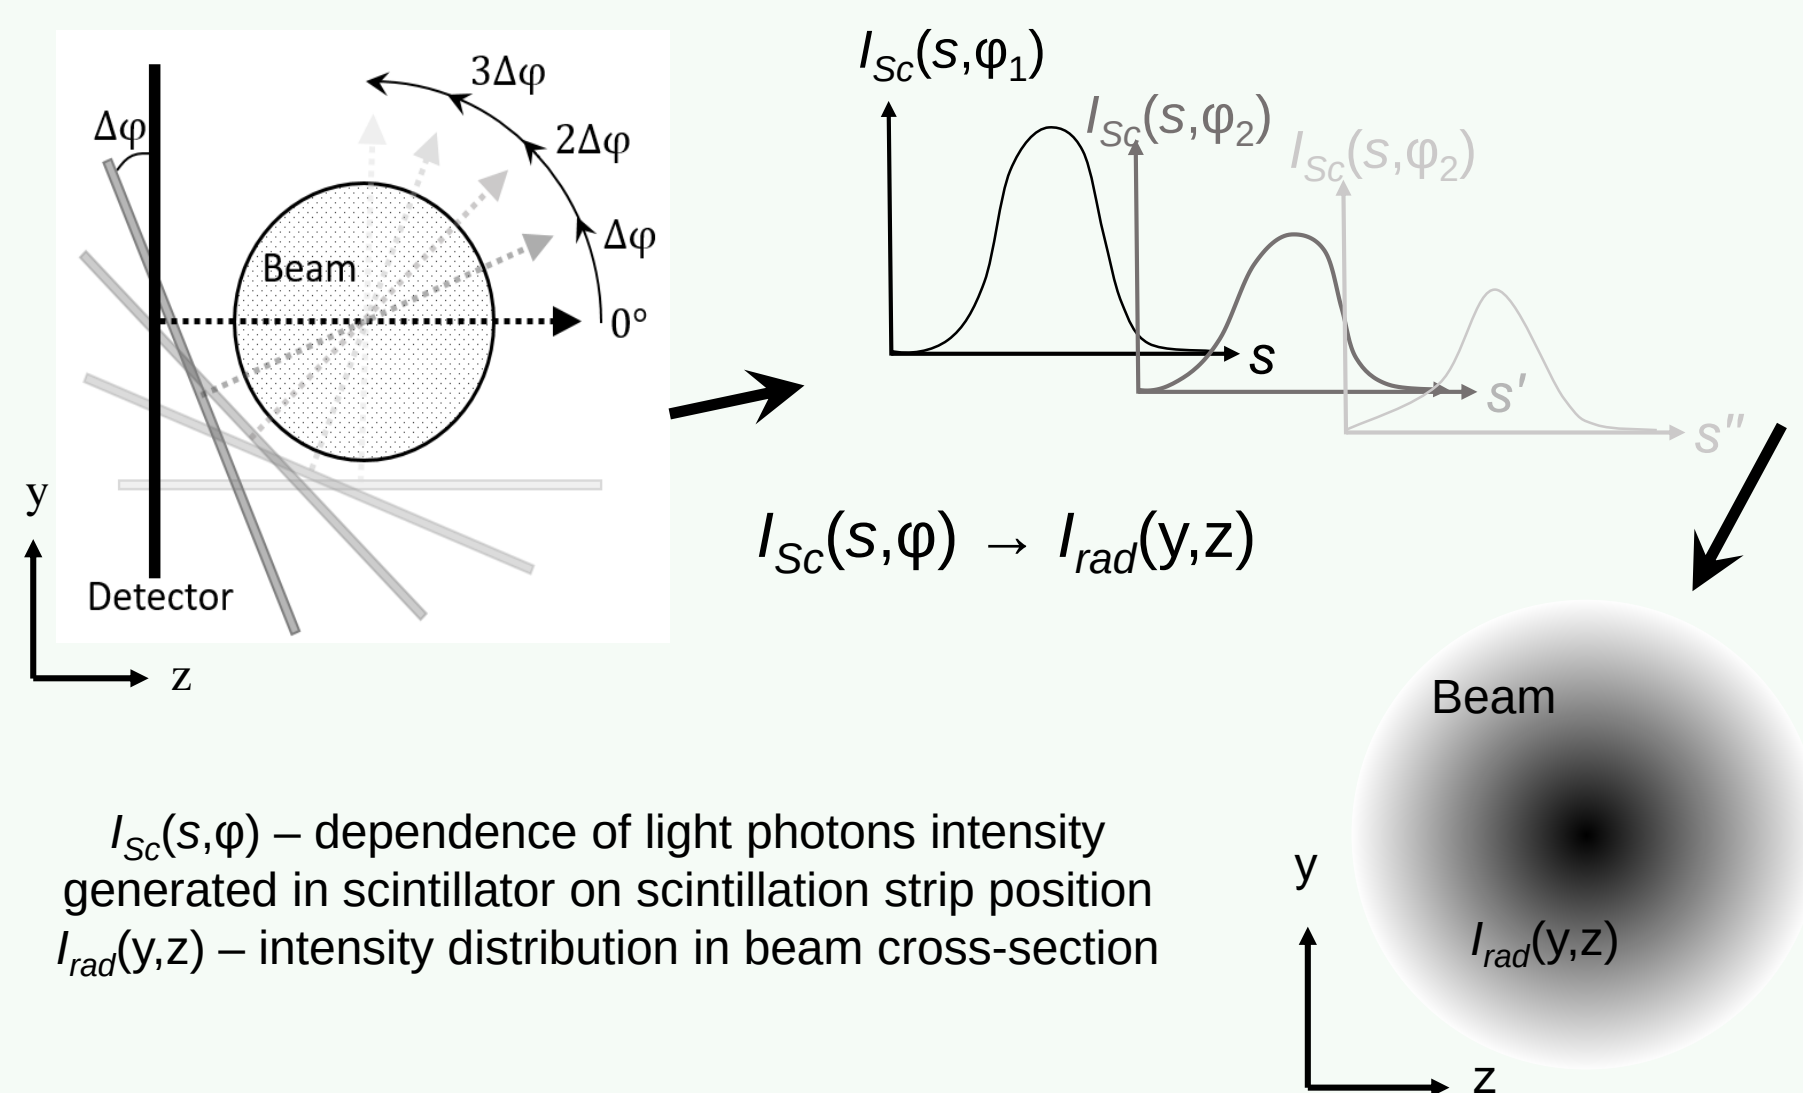 3Δφ
Δφ
2Δφ
Δφ
Beam
0°
y
Detector
z
I_Sc(s,φ_1)
I_Sc(s,φ_2)
I_Sc(s,φ_2)
s
s'
s''
I_Sc(s,φ) → I_rad(y,z)
Beam
I_Sc(s,φ) – dependence of light photons intensity
generated in scintillator on scintillation strip position
I_rad(y,z) – intensity distribution in beam cross-section
y
I_rad(y,z)
z